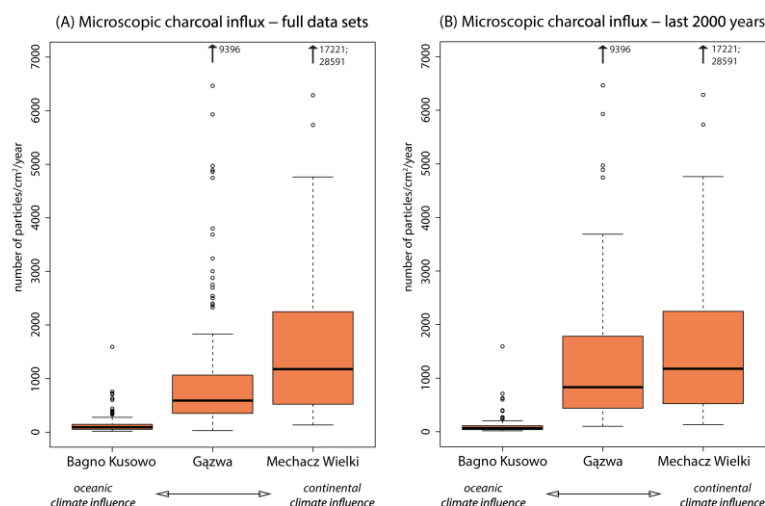 (A) Microscopic charcoal influx – full data sets
number of particles/cm²/year
7000
6000
5000
4000
3000
2000
1000
0
9396
17221;
28591
Bagno Kusowo
Gązwa
Mechacz Wielki
oceanic
climate influence
continental
climate influence
(B) Microscopic charcoal influx – last 2000 years
number of particles/cm²/year
7000
6000
5000
4000
3000
2000
1000
0
9396
17221;
28591
Bagno Kusowo
Gązwa
Mechacz Wielki
oceanic
climate influence
continental
climate influence